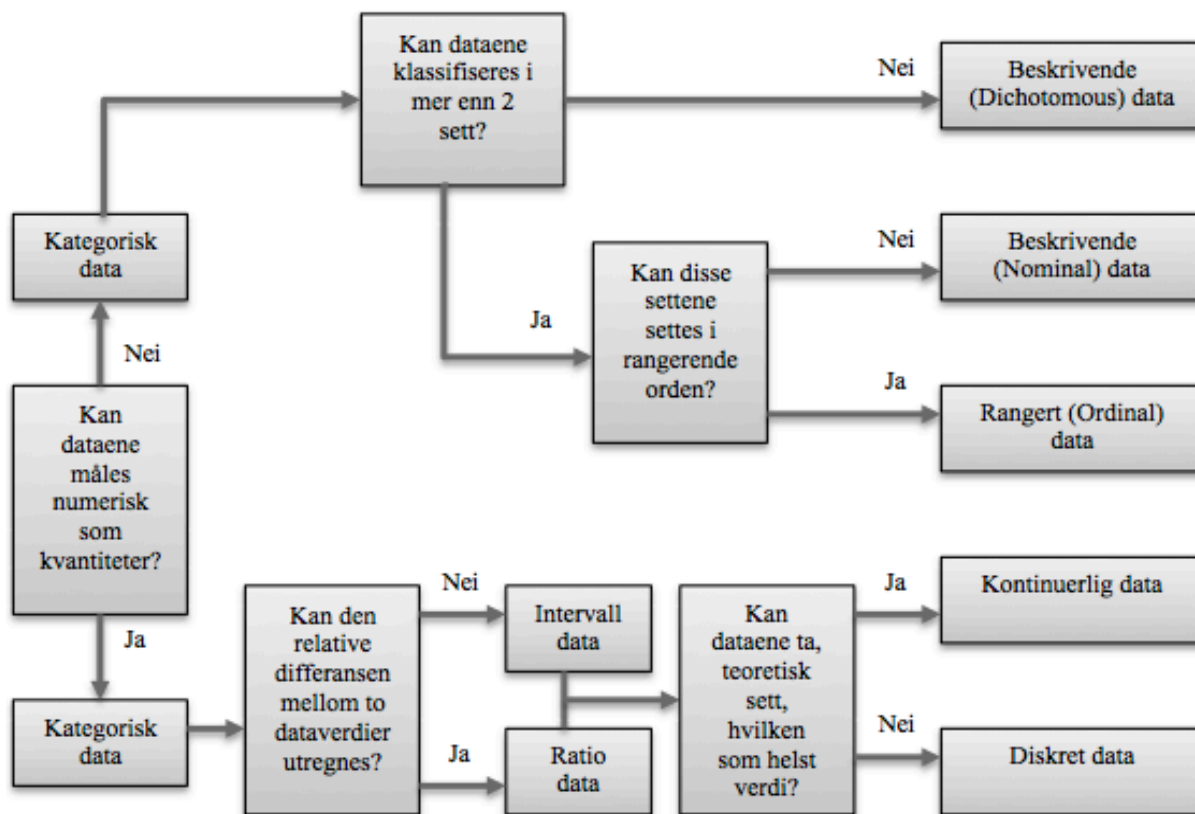 Kan dataene
klassifiseres i
mer enn 2
sett?
Nei
Beskrivende
(Dichotomous) data
Kategorisk
data
Nei
Kan disse
settene
settes i
rangerende
orden?
Ja
Nei
Beskrivende
(Nominal) data
Ja
Rangert (Ordinal)
data
Kan
dataene
måles
numerisk
som
kvantiteter?
Ja
Kategorisk
data
Kan den
relative
differansen
mellom to
dataverdier
utregnes?
Nei
Intervall
data
Ja
Ratio
data
Kan
dataene ta,
teoretisk
sett,
hvilken
som helst
verdi?
Ja
Kontinuerlig data
Nei
Diskret data